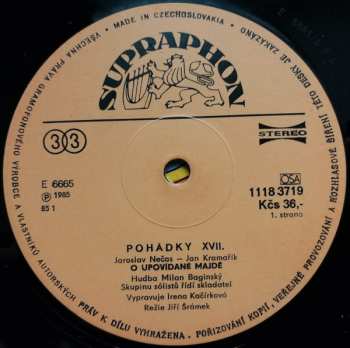 • MADE IN CZECHOSLOVAKIA •
VŠECHNA PRÁVA GRAMOFONOVÉHO VÝROBCE A VLASTNÍKŮ AUTORSKÝCH PRÁV K DÍLU VYHRAŽENA. • POŘIZOVÁNÍ KOPIÍ, VEŘEJNÉ PROVOZOVÁNÍ A ROZHLASOVÉ ŠÍŘENÍ TÉTO DESKY JE ZAKÁZÁNO
SUPRAPHON
33
STEREO
E 6665
Ⓟ 1985
85 1
OSA
1118 3719
Kčs 36,-
1. strana
POHÁDKY XVII.
Jaroslav Nečas — Jan Kramařík
O UPOVÍDANÉ MAJDĚ
Hudba Milan Baginský
Skupinu sólistů řídí skladatel
Vypravuje Irena Kačírková
Režie Jiří Šrámek